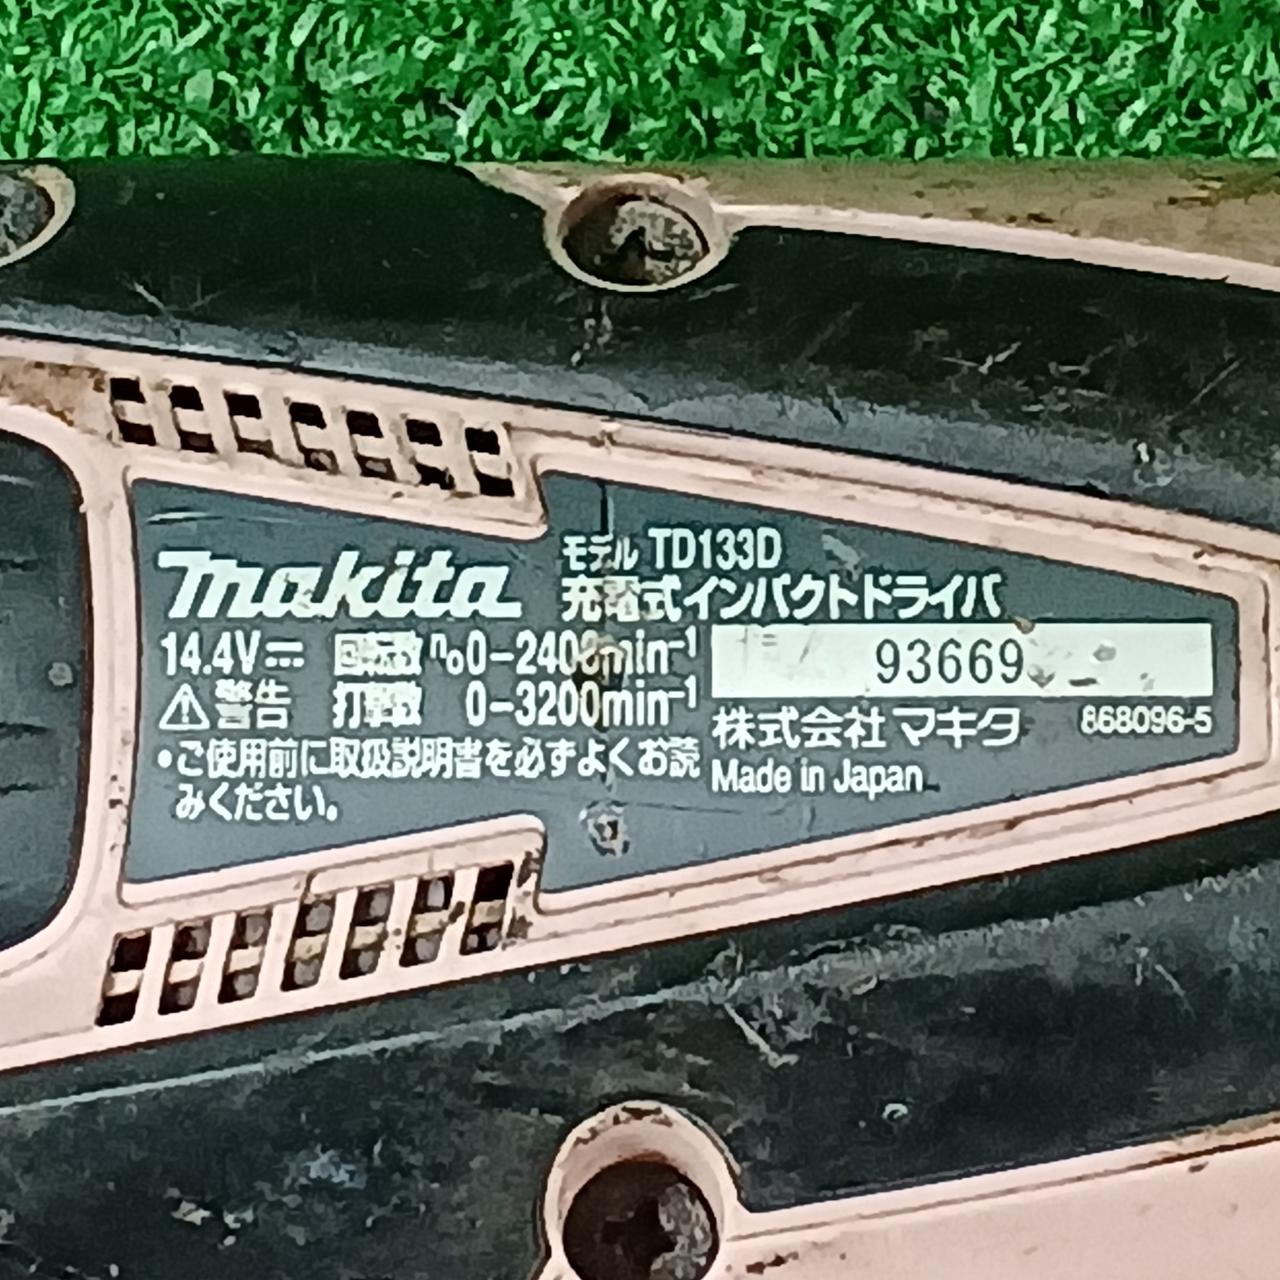 makita
モデル TD133D
充電式インパクトドライバ
14.4V⎓ 回転数 n₀0-2400min⁻¹
⚠警告 打撃数 0-3200min⁻¹
•ご使用前に取扱説明書を必ずよくお読
みください。
93669
株式会社マキタ 868096-5
Made in Japan